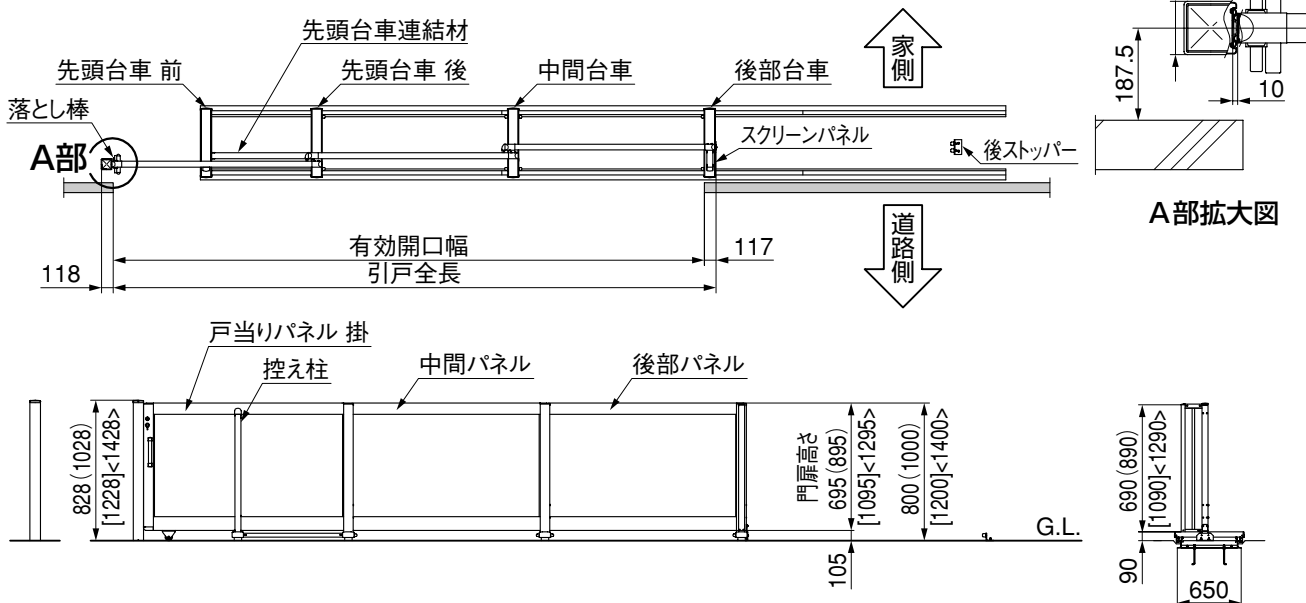 先頭台車連結材
先頭台車 前
先頭台車 後
中間台車
後部台車
落とし棒
A部
スクリーンパネル
後ストッパー
家側
道路側
187.5
10
A部拡大図
有効開口幅
117
118
引戸全長
戸当りパネル 掛
控え柱
中間パネル
後部パネル
828(1028)
[1228]<1428>
門扉高さ
695(895)
[1095]<1295>
800(1000)
[1200]<1400>
105
G.L.
690(890)
[1090]<1290>
90
650